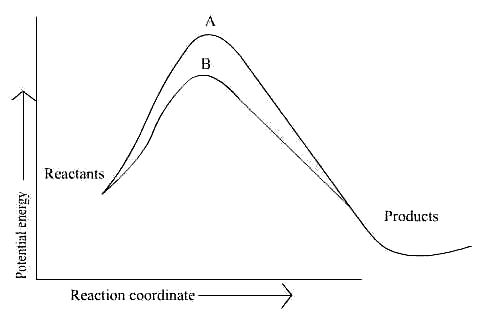 A
B
Reactants
Products
Potential energy
Reaction coordinate